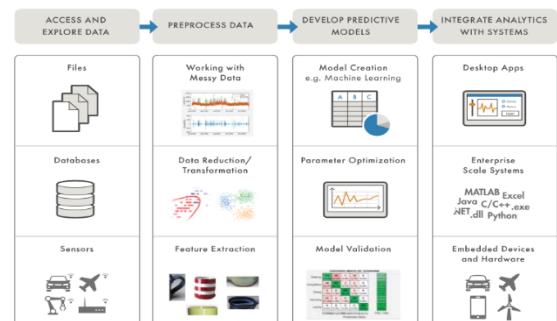 ACCESS AND
EXPLORE DATA
PREPROCESS DATA
DEVELOP PREDICTIVE
MODELS
INTEGRATE ANALYTICS
WITH SYSTEMS
Files
Databases
Sensors
Working with
Messy Data
Data Reduction/
Transformation
Feature Extraction
Model Creation
e.g. Machine Learning
A B C
Parameter Optimization
Model Validation
Desktop Apps
Enterprise
Scale Systems
MATLAB Excel
Java C/C++ .exe
.NET .dll Python
Embedded Devices
and Hardware